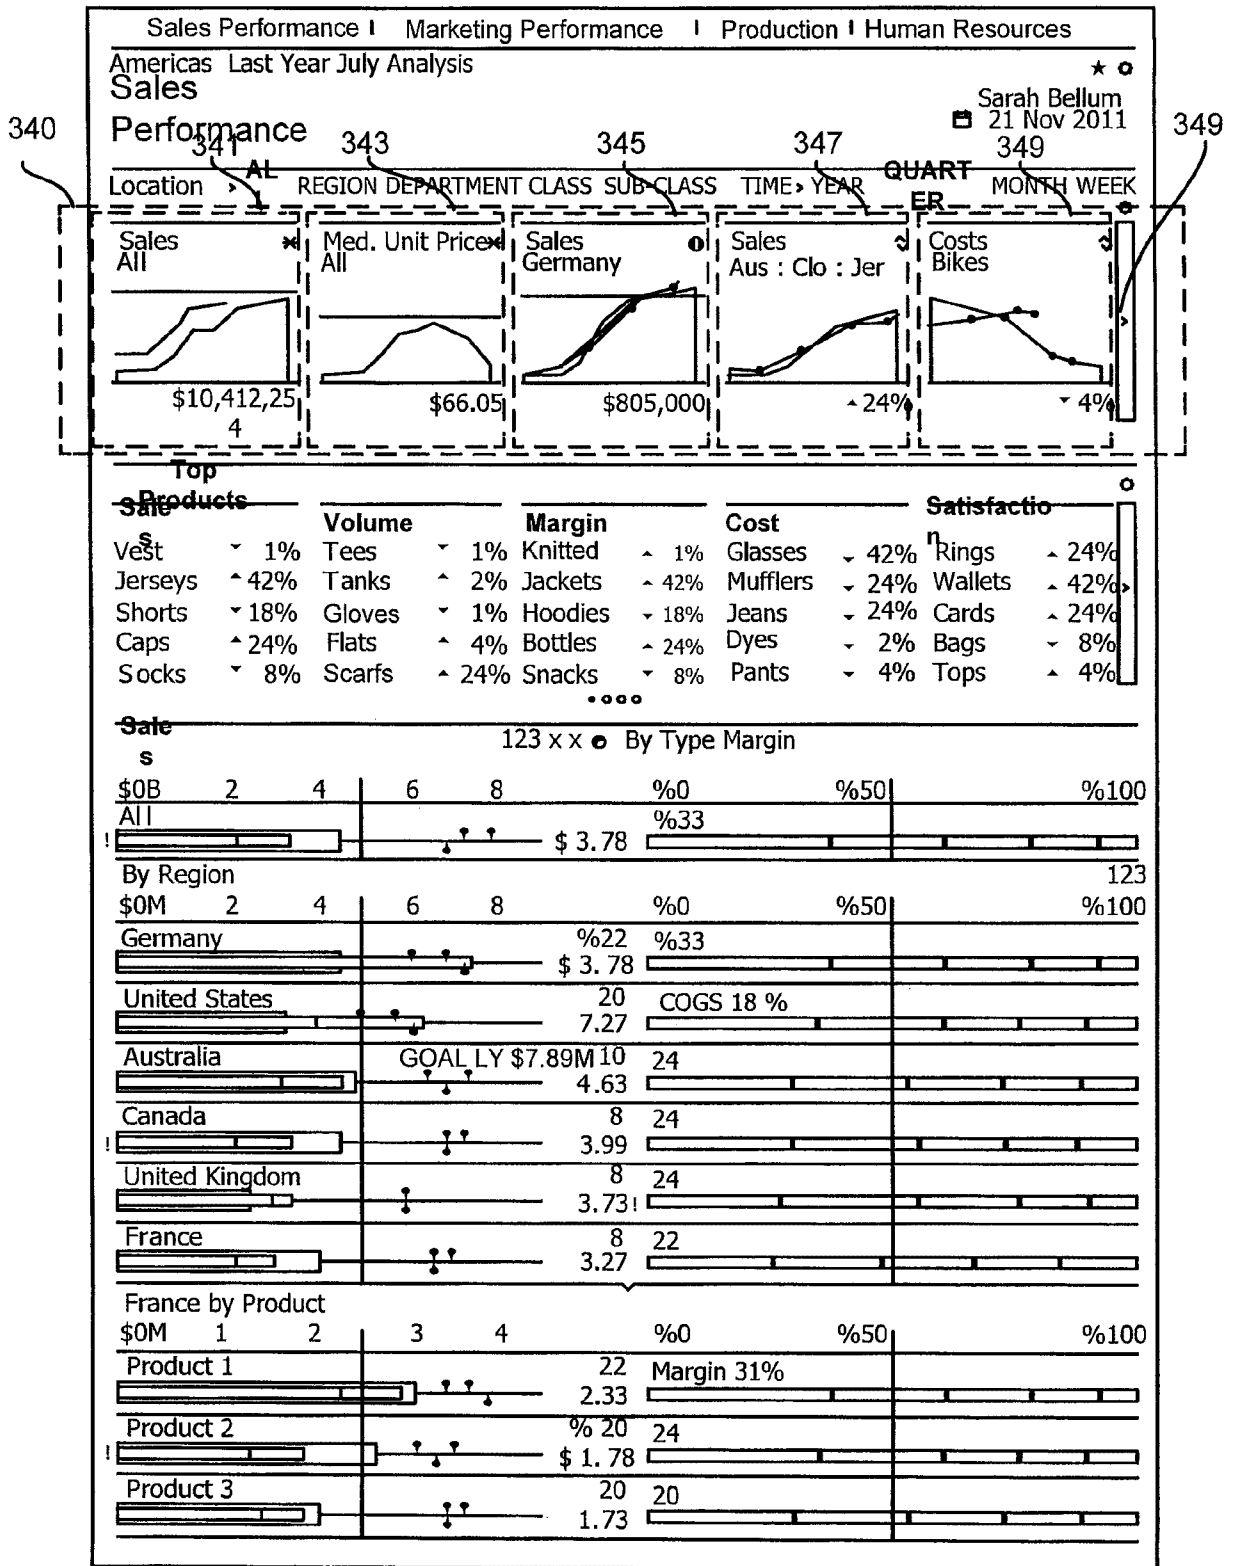 Sales Performance I Marketing Performance I Production I Human Resources
Americas Last Year July Analysis
Sales
Performance
Sarah Bellum
21 Nov 2011
340
341
343
345
347
349
349
Location > AL
L
REGION DEPARTMENT CLASS SUB-CLASS TIME > YEAR QUART
ER
MONTH WEEK
Sales
All
$10,412,25
4
Med. Unit Price
All
$66.05
Sales
Germany
$805,000
Sales
Aus : Clo : Jer
24%
Costs
Bikes
4%
Top
Products
Sale
s
Volume
Margin
Cost
Satisfactio
n
Vest 1% Tees 1% Knitted 1% Glasses 42% Rings 24%
Jerseys 42% Tanks 2% Jackets 42% Mufflers 24% Wallets 42%
Shorts 18% Gloves 1% Hoodies 18% Jeans 24% Cards 24%
Caps 24% Flats 4% Bottles 24% Dyes 2% Bags 8%
Socks 8% Scarfs 24% Snacks 8% Pants 4% Tops 4%
Sale
s
123 x x By Type Margin
$0B 2 4 6 8 %0 %50 %100
All %33
! $ 3.78
By Region 123
$0M 2 4 6 8 %0 %50 %100
Germany %22 %33
$ 3.78
United States 20 COGS 18 %
7.27
Australia GOAL LY $7.89M 10 24
4.63
Canada 8 24
! 3.99
United Kingdom 8 24
3.73 !
France 8 22
3.27
France by Product
$0M 1 2 3 4 %0 %50 %100
Product 1 22 Margin 31%
2.33
Product 2 % 20 24
! $ 1.78
Product 3 20 20
1.73